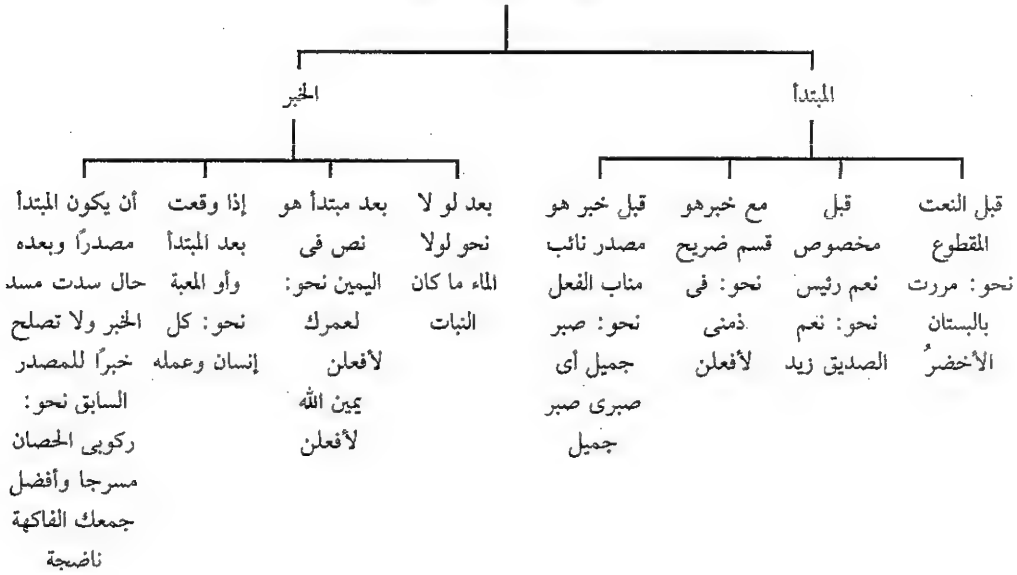 المبتدأ
الخبر
قبل النعت
المقطوع
نحو: مررت
بالبستان
الأخضرُ
قبل
مخصوص
نعم رئيس
نحو: نعم
الصديق زيد
مع خبرهو
قسم ضريح
نحو: فى
ذمنى
لأفعلن
قبل خبر هو
مصدر نائب
مناب الفعل
نحو: صبر
جميل أى
صبرى صبر
جميل
بعد لو لا
نحو لولا
الماء ما كان
النبات
بعد مبتدأ هو
نص فى
اليمين نحو:
لعمرك
لأفعلن
يمين الله
لأفعلن
إذا وقعت
بعد المبتدأ
وأو المعبة
نحو: كل
إنسان وعمله
أن يكون المبتدأ
مصدرًا وبعده
حال سدت مسد
الخبر ولا تصلح
خبرًا للمصدر
السابق نحو:
ركوبى الحصان
مسرجا وأفضل
جمعك الفاكهة
ناضجة